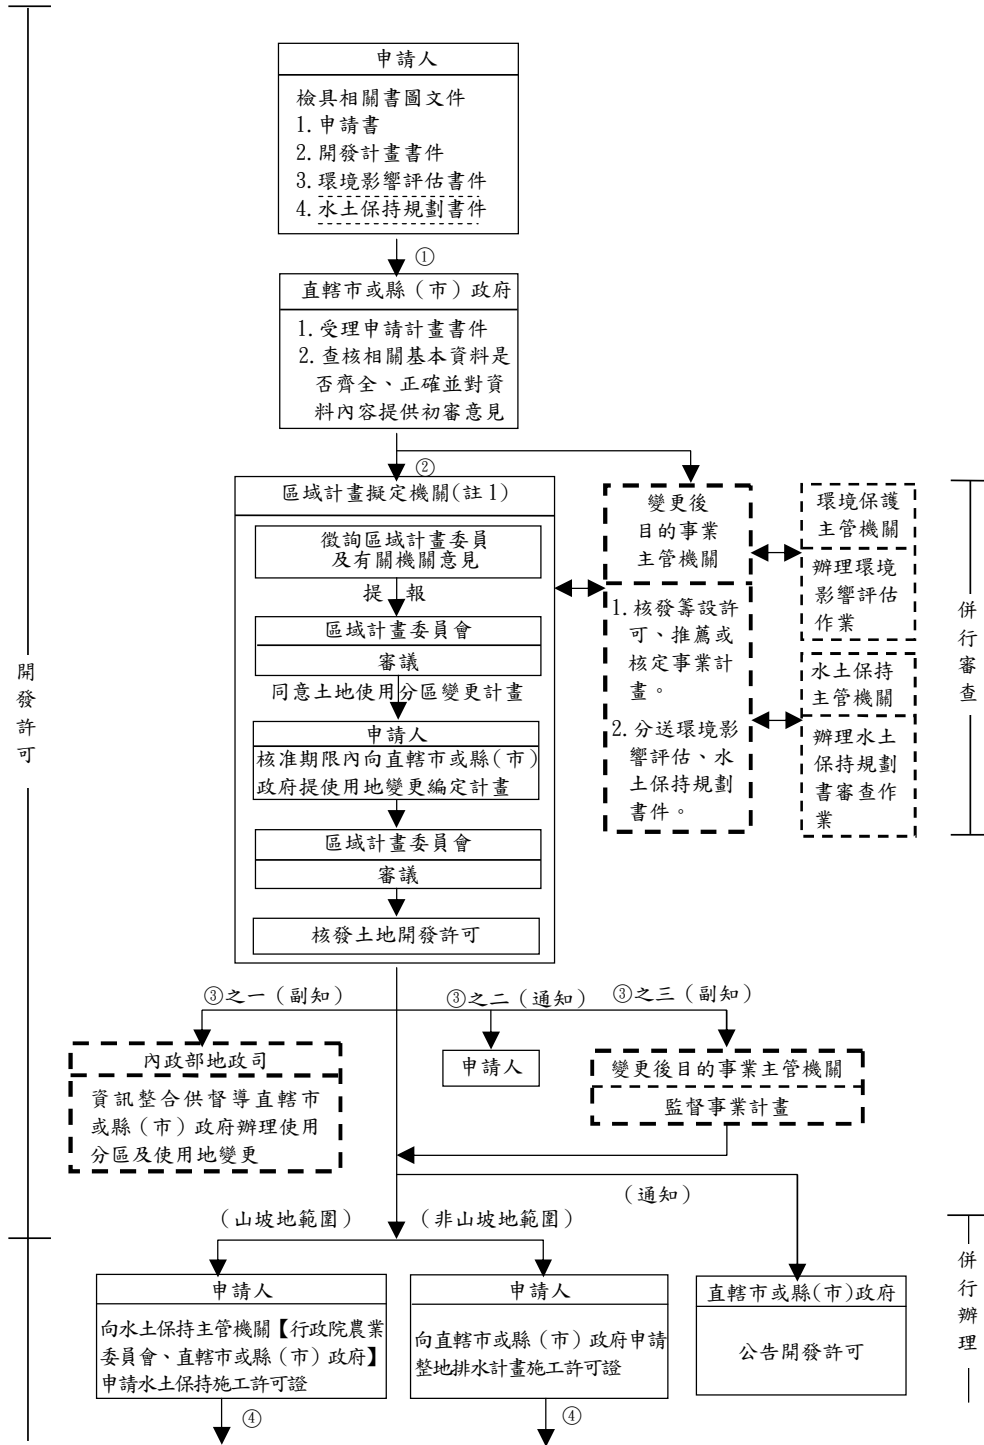 申請人
檢具相關書圖文件
1.申請書
2.開發計畫書件
3.環境影響評估書件
4.水土保持規劃書件
①
直轄市或縣（市）政府
1.受理申請計畫書件
2.查核相關基本資料是
否齊全、正確並對資
料內容提供初審意見
②
區域計畫擬定機關(註1)
徵詢區域計畫委員
及有關機關意見
提 報
區域計畫委員會
審議
同意土地使用分區變更計畫
申請人
核准期限內向直轄市或縣(市)
政府提使用地變更編定計畫
區域計畫委員會
審議
核發土地開發許可
變更後
目的事業
主管機關
1.核發籌設許
可、推薦或
核定事業計
畫。
2.分送環境影
響評估、水
土保持規劃
書件。
環境保護
主管機關
辦理環境
影響評估
作業
水土保持
主管機關
辦理水土
保持規劃
書審查作
業
併行審查
開發許可
③之一（副知）
③之二（通知）
③之三（副知）
內政部地政司
資訊整合供督導直轄市
或縣（市）政府辦理使用
分區及使用地變更
申請人
變更後目的事業主管機關
監督事業計畫
（通知）
（山坡地範圍）
（非山坡地範圍）
申請人
向水土保持主管機關【行政院農業
委員會、直轄市或縣（市）政府】
申請水土保持施工許可證
④
申請人
向直轄市或縣（市）政府申請
整地排水計畫施工許可證
④
直轄市或縣(市)政府
公告開發許可
併行辦理